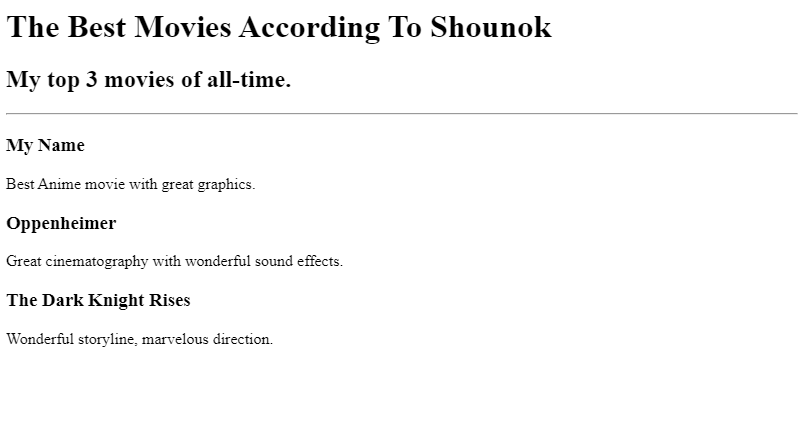 The Best Movies According To Shounok
My top 3 movies of all-time.
My Name
Best Anime movie with great graphics.
Oppenheimer
Great cinematography with wonderful sound effects.
The Dark Knight Rises
Wonderful storyline, marvelous direction.